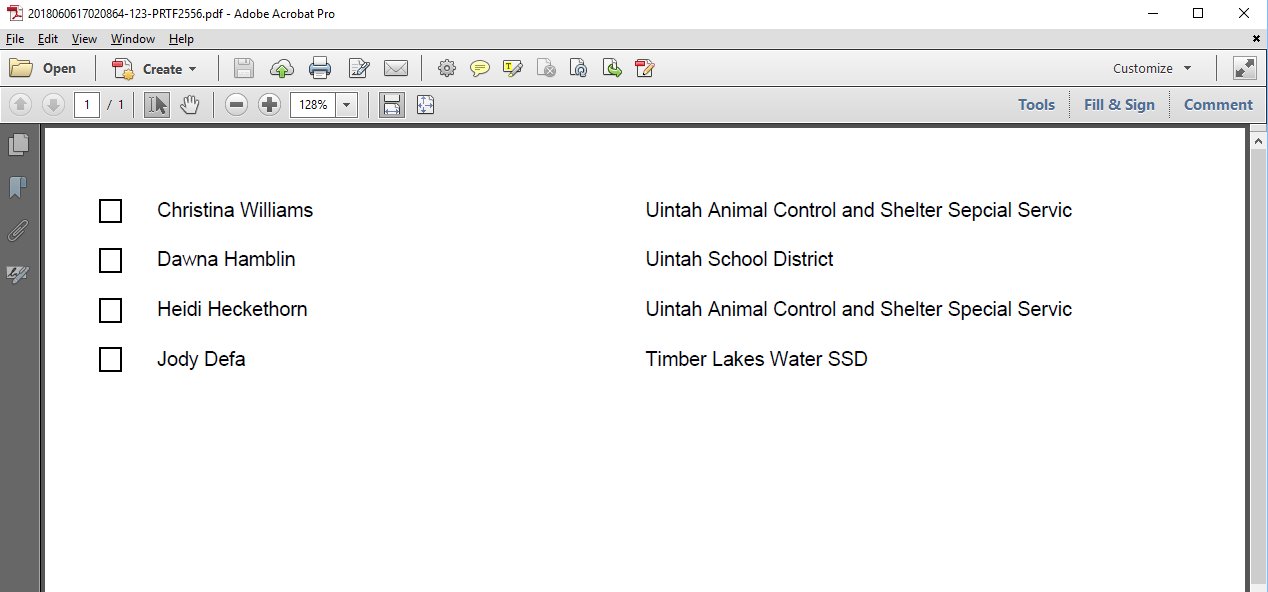 2018060617020864-123-PRTF2556.pdf - Adobe Acrobat Pro
File Edit View Window Help
Open Create Customize
1 / 1 128% Tools Fill & Sign Comment
Christina Williams Uintah Animal Control and Shelter Sepcial Servic
Dawna Hamblin Uintah School District
Heidi Heckethorn Uintah Animal Control and Shelter Special Servic
Jody Defa Timber Lakes Water SSD